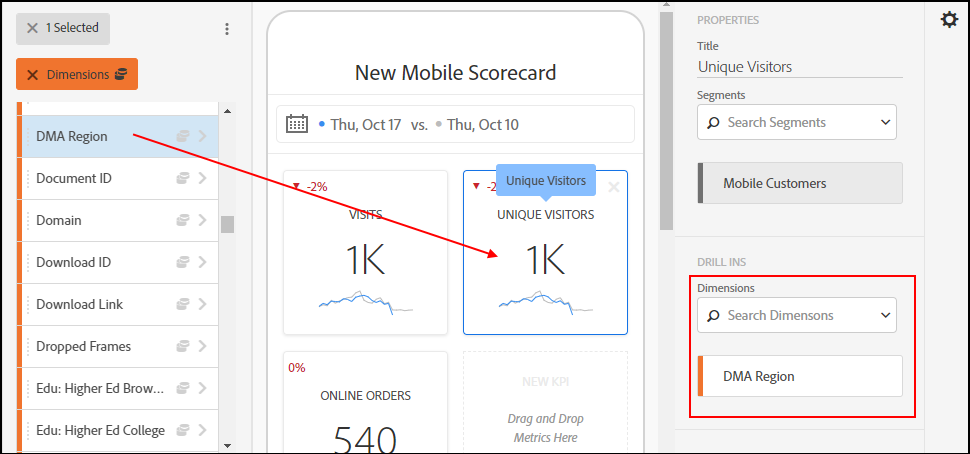 1 Selected
Dimensions
DMA Region
Document ID
Domain
Download ID
Download Link
Dropped Frames
Edu: Higher Ed Brow...
Edu: Higher Ed College
New Mobile Scorecard
Thu, Oct 17 vs. Thu, Oct 10
-2%
VISITS
1K
Unique Visitors
UNIQUE VISITORS
1K
0%
ONLINE ORDERS
540
NEW KPI
Drag and Drop
Metrics Here
PROPERTIES
Title
Unique Visitors
Segments
Search Segments
Mobile Customers
DRILL INS
Dimensions
Search Dimensons
DMA Region